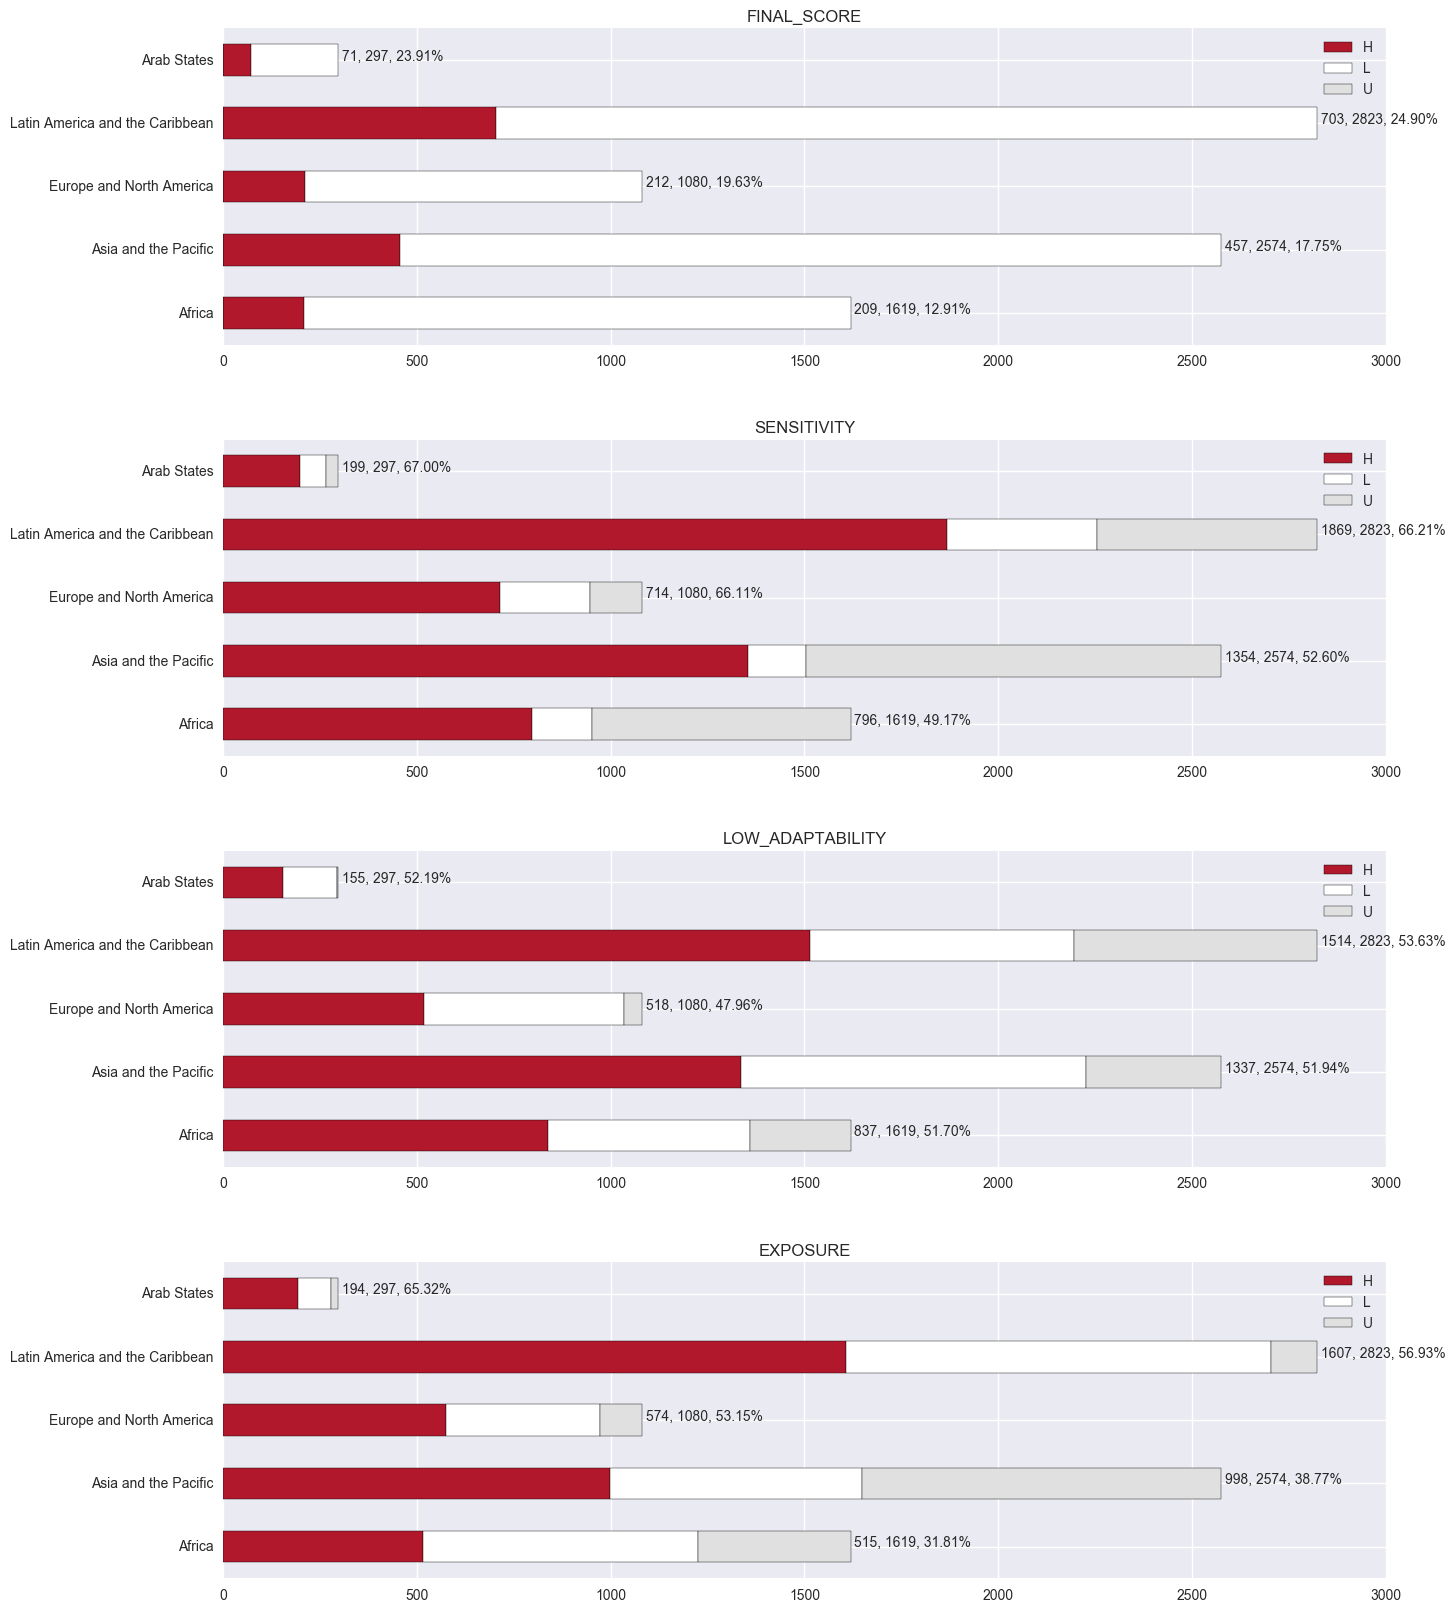 FINAL_SCORE
Arab States
71, 297, 23.91%
Latin America and the Caribbean
703, 2823, 24.90%
Europe and North America
212, 1080, 19.63%
Asia and the Pacific
457, 2574, 17.75%
Africa
209, 1619, 12.91%
H
L
U
0 500 1000 1500 2000 2500 3000
SENSITIVITY
Arab States
199, 297, 67.00%
Latin America and the Caribbean
1869, 2823, 66.21%
Europe and North America
714, 1080, 66.11%
Asia and the Pacific
1354, 2574, 52.60%
Africa
796, 1619, 49.17%
H
L
U
0 500 1000 1500 2000 2500 3000
LOW_ADAPTABILITY
Arab States
155, 297, 52.19%
Latin America and the Caribbean
1514, 2823, 53.63%
Europe and North America
518, 1080, 47.96%
Asia and the Pacific
1337, 2574, 51.94%
Africa
837, 1619, 51.70%
H
L
U
0 500 1000 1500 2000 2500 3000
EXPOSURE
Arab States
194, 297, 65.32%
Latin America and the Caribbean
1607, 2823, 56.93%
Europe and North America
574, 1080, 53.15%
Asia and the Pacific
998, 2574, 38.77%
Africa
515, 1619, 31.81%
H
L
U
0 500 1000 1500 2000 2500 3000